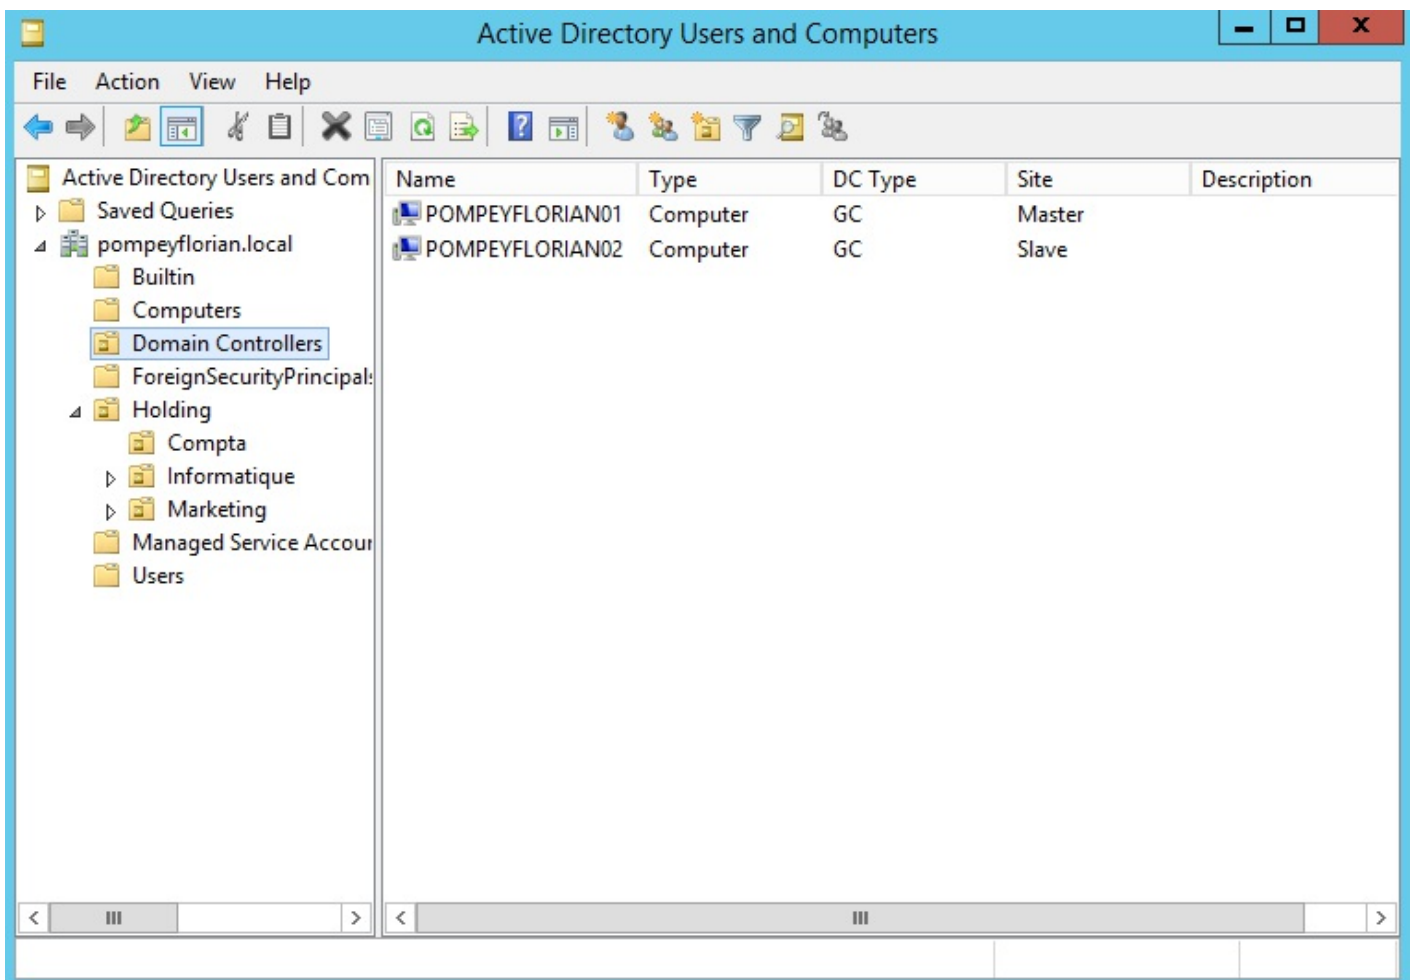 Active Directory Users and Computers
File Action View Help
Active Directory Users and Com
Saved Queries
pompeyflorian.local
Builtin
Computers
Domain Controllers
ForeignSecurityPrincipals
Holding
Compta
Informatique
Marketing
Managed Service Accour
Users
Name Type DC Type Site Description
POMPEYFLORIAN01 Computer GC Master
POMPEYFLORIAN02 Computer GC Slave